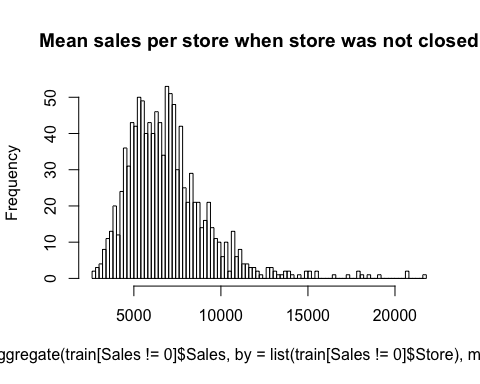 Mean sales per store when store was not closed
Frequency
50
40
30
20
10
0
5000 10000 15000 20000
ggregate(train[Sales != 0]$Sales, by = list(train[Sales != 0]$Store), m